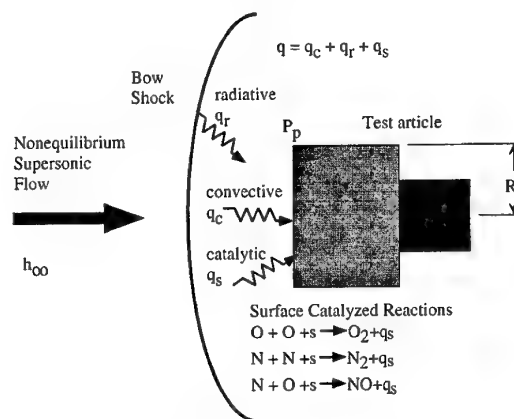 q = q_c + q_r + q_s
Bow
Shock
radiative
q_r
P_p
Test article
Nonequilibrium
Supersonic
Flow
R
convective
q_c
h_∞
catalytic
q_s
Surface Catalyzed Reactions
O + O +s → O_2+q_s
N + N +s → N_2+q_s
N + O +s → NO+q_s